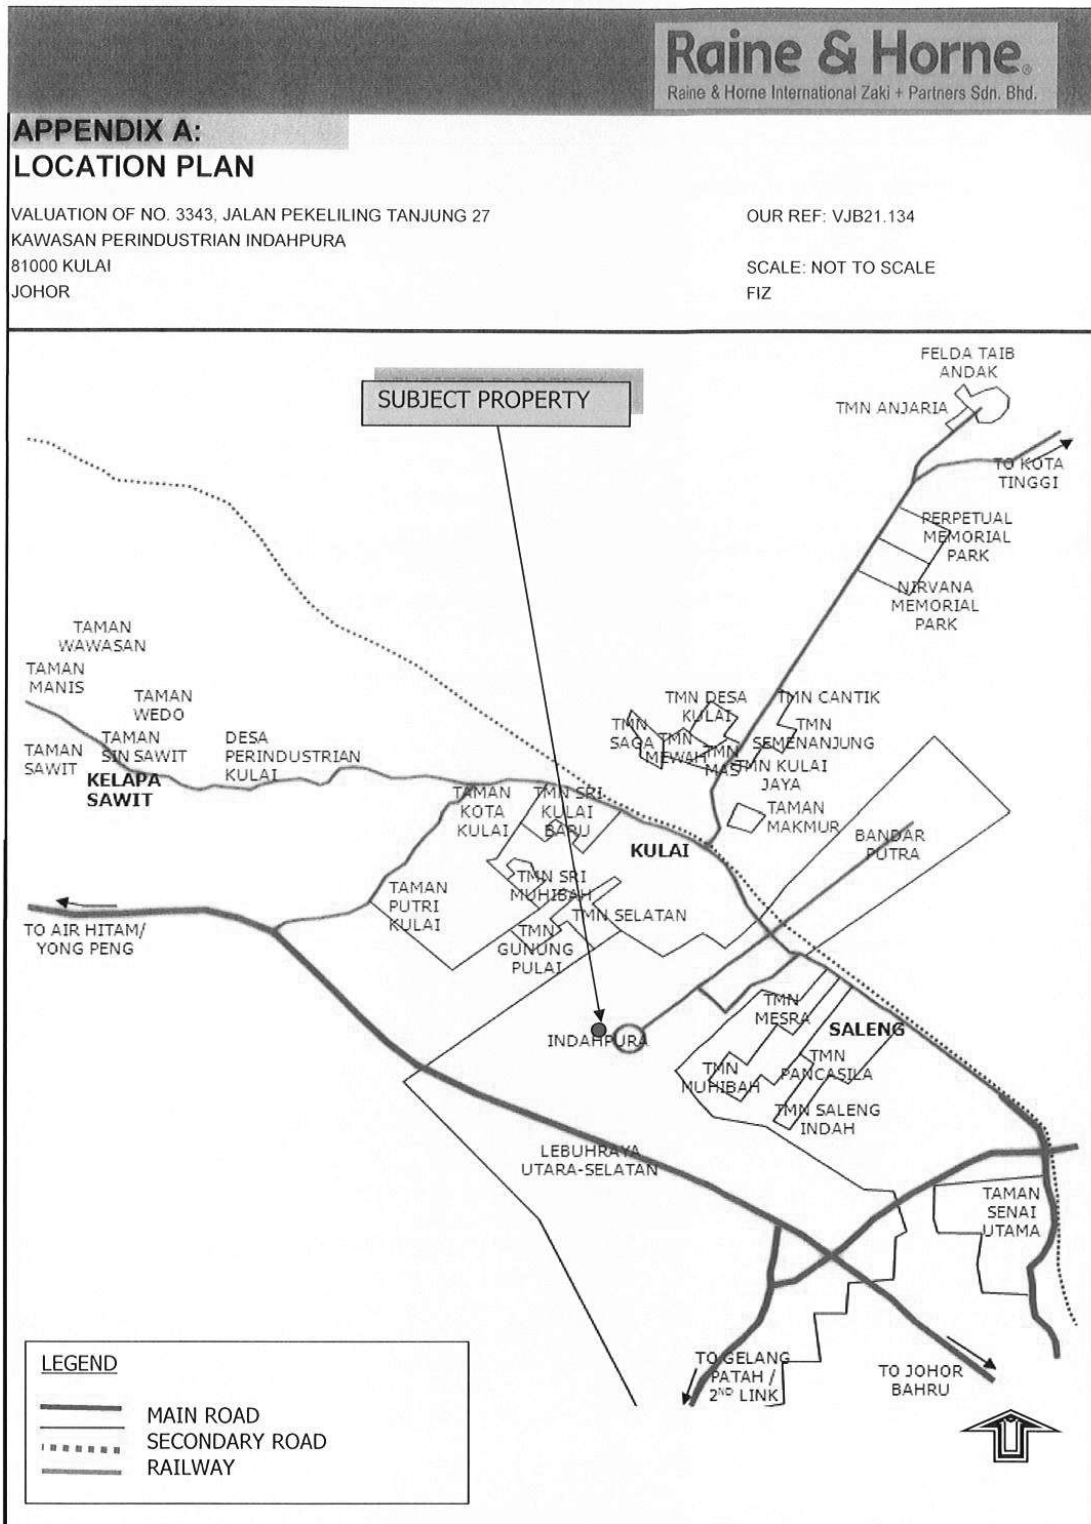 Raine & Horne®
Raine & Horne International Zaki + Partners Sdn. Bhd.
APPENDIX A:
LOCATION PLAN
VALUATION OF NO. 3343, JALAN PEKELILING TANJUNG 27
KAWASAN PERINDUSTRIAN INDAHPURA
81000 KULAI
JOHOR
OUR REF: VJB21.134
SCALE: NOT TO SCALE
FIZ
FELDA TAIB
ANDAK
SUBJECT PROPERTY
TMN ANJARIA
TO KOTA
TINGGI
PERPETUAL
MEMORIAL
PARK
NIRVANA
MEMORIAL
PARK
TAMAN
WAWASAN
TAMAN
MANIS
TAMAN
WEDO
TAMAN
SAWIT
TAMAN
SIN SAWIT
DESA
PERINDUSTRIAN
KULAI
KELAPA
SAWIT
TMN DESA
KULAI
TMN CANTIK
TMN
SAGA
TMN
MEWAH
TMN
MAS
TMN
SEMENANJUNG
TMN KULAI
JAYA
TAMAN
KOTA
KULAI
TMN SRI
KULAI
BARU
TAMAN
MAKMUR
KULAI
BANDAR
PUTRA
TAMAN
PUTRI
KULAI
TMN SRI
MUHIBAH
TMN SELATAN
TMN
GUNUNG
PULAI
TO AIR HITAM/
YONG PENG
TMN
MESRA
SALENG
INDAHPURA
TMN
MUHIBAH
TMN
PANCASILA
TMN SALENG
INDAH
LEBUHRAYA
UTARA-SELATAN
TAMAN
SENAI
UTAMA
TO GELANG
PATAH /
2ND LINK
TO JOHOR
BAHRU
LEGEND
MAIN ROAD
SECONDARY ROAD
RAILWAY